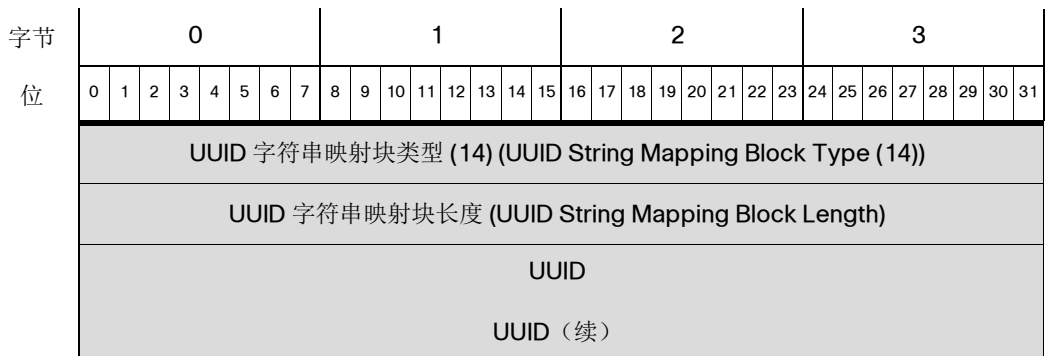 字节 0 1 2 3
位 0 1 2 3 4 5 6 7 8 9 10 11 12 13 14 15 16 17 18 19 20 21 22 23 24 25 26 27 28 29 30 31
UUID 字符串映射块类型 (14) (UUID String Mapping Block Type (14))
UUID 字符串映射块长度 (UUID String Mapping Block Length)
UUID
UUID（续）